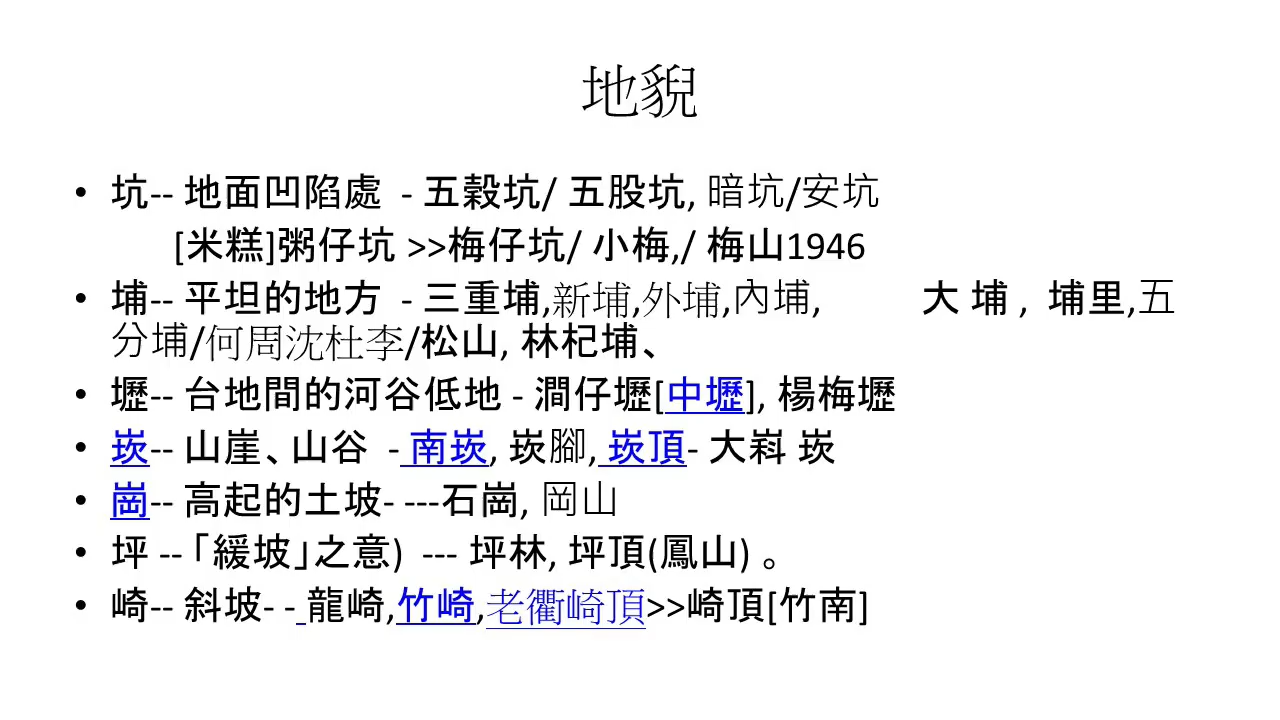 地貎
• 坑-- 地面凹陷處 - 五穀坑/ 五股坑, 暗坑/安坑
[米糕]粥仔坑 >>梅仔坑/ 小梅,/ 梅山1946
• 埔-- 平坦的地方 - 三重埔,新埔,外埔,內埔, 大 埔 , 埔里,五
分埔/何周沈杜李/松山, 林杞埔、
• 壢-- 台地間的河谷低地 - 澗仔壢[中壢], 楊梅壢
• 崁-- 山崖、山谷 - 南崁, 崁腳, 崁頂- 大嵙 崁
• 崗-- 高起的土坡- ---石崗, 岡山
• 坪 --「緩坡」之意) --- 坪林, 坪頂(鳳山) 。
• 崎-- 斜坡- - 龍崎,竹崎,老衢崎頂>>崎頂[竹南]